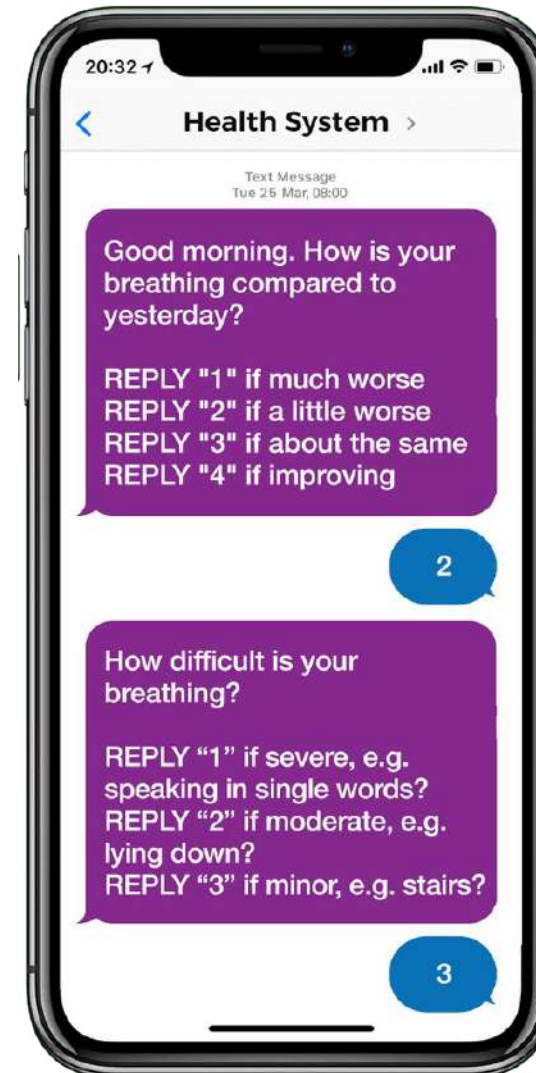 20:32
Health System
Text Message
Tue 25 Mar, 08:00
Good morning. How is your
breathing compared to
yesterday?
REPLY "1" if much worse
REPLY "2" if a little worse
REPLY "3" if about the same
REPLY "4" if improving
2
How difficult is your
breathing?
REPLY “1” if severe, e.g.
speaking in single words?
REPLY “2” if moderate, e.g.
lying down?
REPLY “3” if minor, e.g. stairs?
3